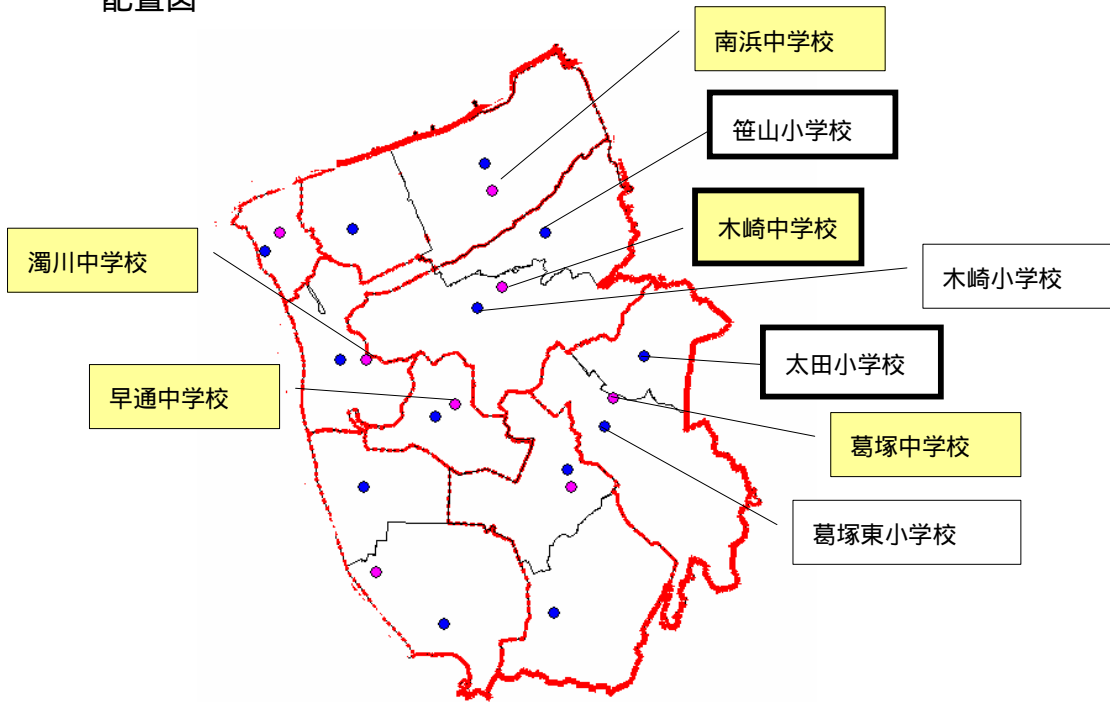 配置図
南浜中学校
笹山小学校
木崎中学校
濁川中学校
木崎小学校
太田小学校
早通中学校
葛塚中学校
葛塚東小学校